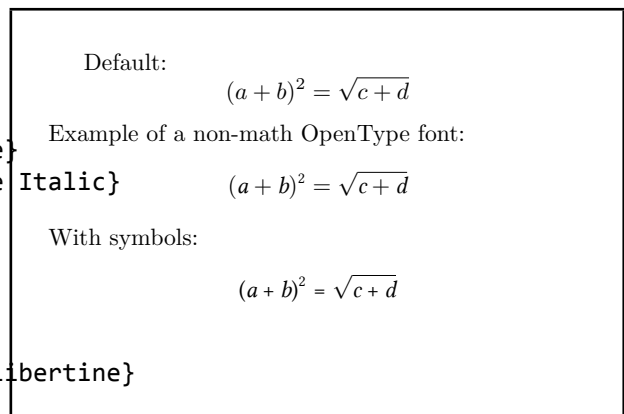 Default:
(a + b)² = √c + d
Example of a non-math OpenType font:
e}
e Italic}
(a + b)² = √c + d
With symbols:
(a + b)² = √c + d
ibertine}